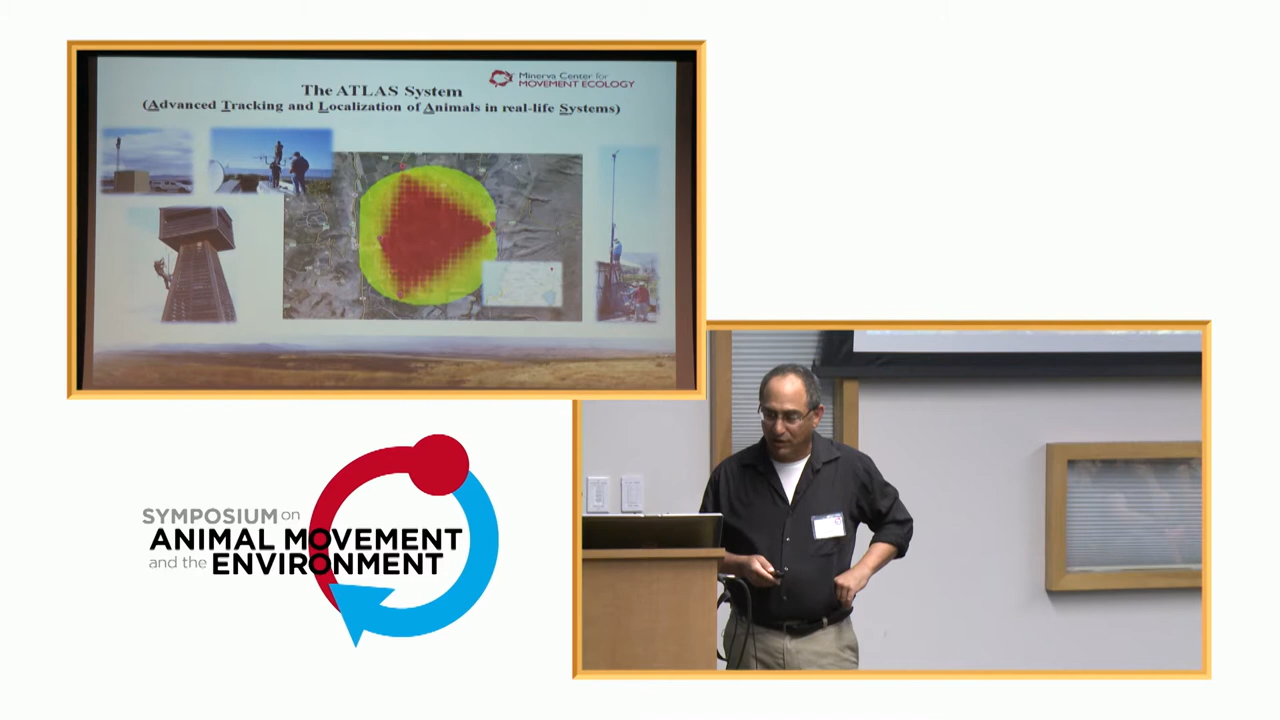 Minerva Center for
MOVEMENT ECOLOGY
The ATLAS System
(Advanced Tracking and Localization of Animals in real-life Systems)
SYMPOSIUM on
ANIMAL MOVEMENT
and the ENVIRONMENT